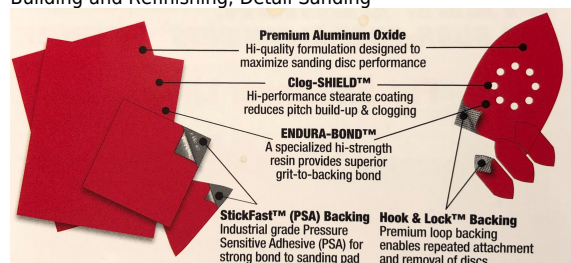 Building and Refinishing, Detail Sanding
Premium Aluminum Oxide
Hi-quality formulation designed to
maximize sanding disc performance
Clog-SHIELD™
Hi-performance stearate coating
reduces pitch build-up & clogging
ENDURA-BOND™
A specialized hi-strength
resin provides superior
grit-to-backing bond
StickFast™ (PSA) Backing
Industrial grade Pressure
Sensitive Adhesive (PSA) for
strong bond to sanding pad
Hook & Lock™ Backing
Premium loop backing
enables repeated attachment
and removal of discs